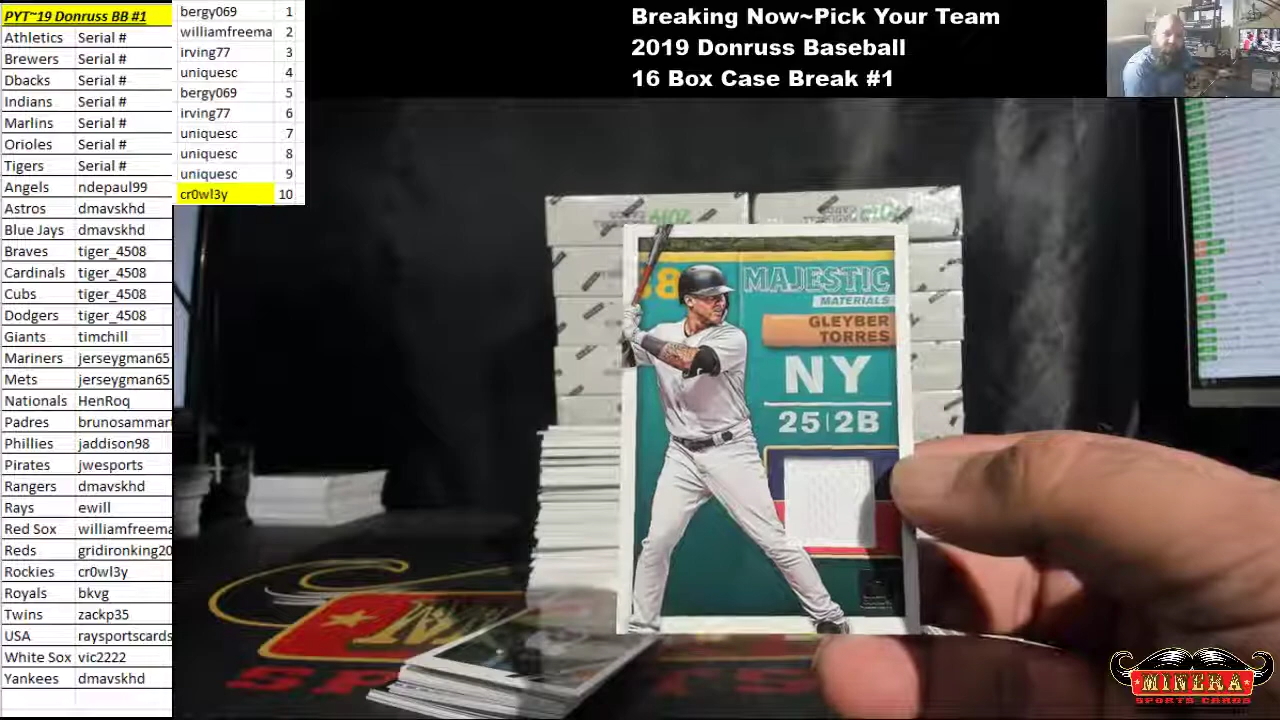 PYT~19 Donruss BB #1
Athletics Serial #
Brewers Serial #
Dbacks Serial #
Indians Serial #
Marlins Serial #
Orioles Serial #
Tigers Serial #
Angels ndepaul99
Astros dmavskhd
Blue Jays dmavskhd
Braves tiger_4508
Cardinals tiger_4508
Cubs tiger_4508
Dodgers tiger_4508
Giants timchill
Mariners jerseygman65
Mets jerseygman65
Nationals HenRoq
Padres brunosammar
Phillies jaddison98
Pirates jwesports
Rangers dmavskhd
Rays ewill
Red Sox williamfreema
Reds gridironking20
Rockies cr0wl3y
Royals bkvg
Twins zackp35
USA raysportscards
White Sox vic2222
Yankees dmavskhd
bergy069 1
williamfreema 2
irving77 3
uniquesc 4
bergy069 5
irving77 6
uniquesc 7
uniquesc 8
uniquesc 9
cr0wl3y 10
Breaking Now~Pick Your Team
2019 Donruss Baseball
16 Box Case Break #1
2019
MAJESTIC
MATERIALS
GLEYBER
TORRES
NY
25 2B
MINERA
SPORTS CARDS